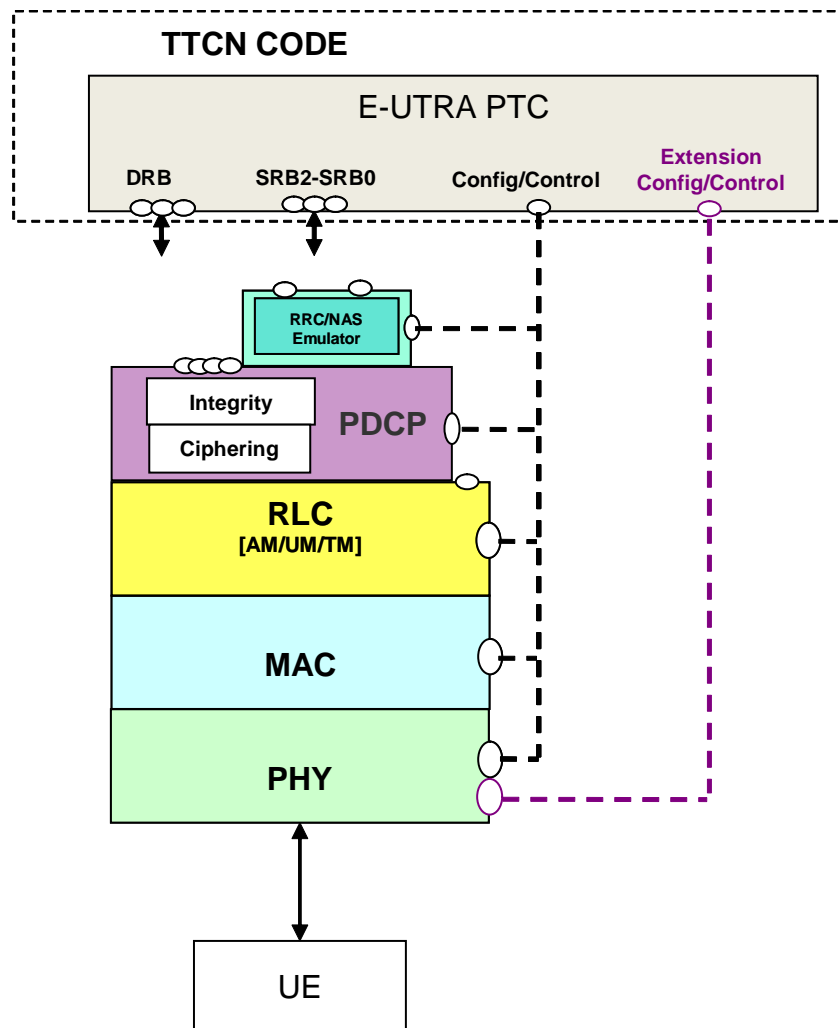 TTCN CODE
E-UTRA PTC
DRB
SRB2-SRB0
Config/Control
Extension
Config/Control
RRC/NAS
Emulator
Integrity
Ciphering
PDCP
RLC
[AM/UM/TM]
MAC
PHY
UE